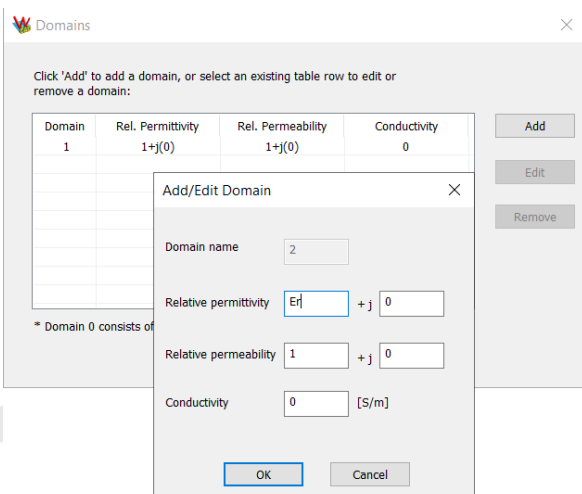 Domains
Click 'Add' to add a domain, or select an existing table row to edit or
remove a domain:
Domain Rel. Permittivity Rel. Permeability Conductivity
1 1+j(0) 1+j(0) 0
Add
Edit
Remove
* Domain 0 consists of
Add/Edit Domain
Domain name 2
Relative permittivity Er + j 0
Relative permeability 1 + j 0
Conductivity 0 [S/m]
OK Cancel